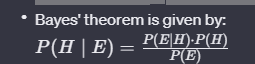 • Bayes' theorem is given by:
P(H | E) = P(E|H)·P(H) / P(E)